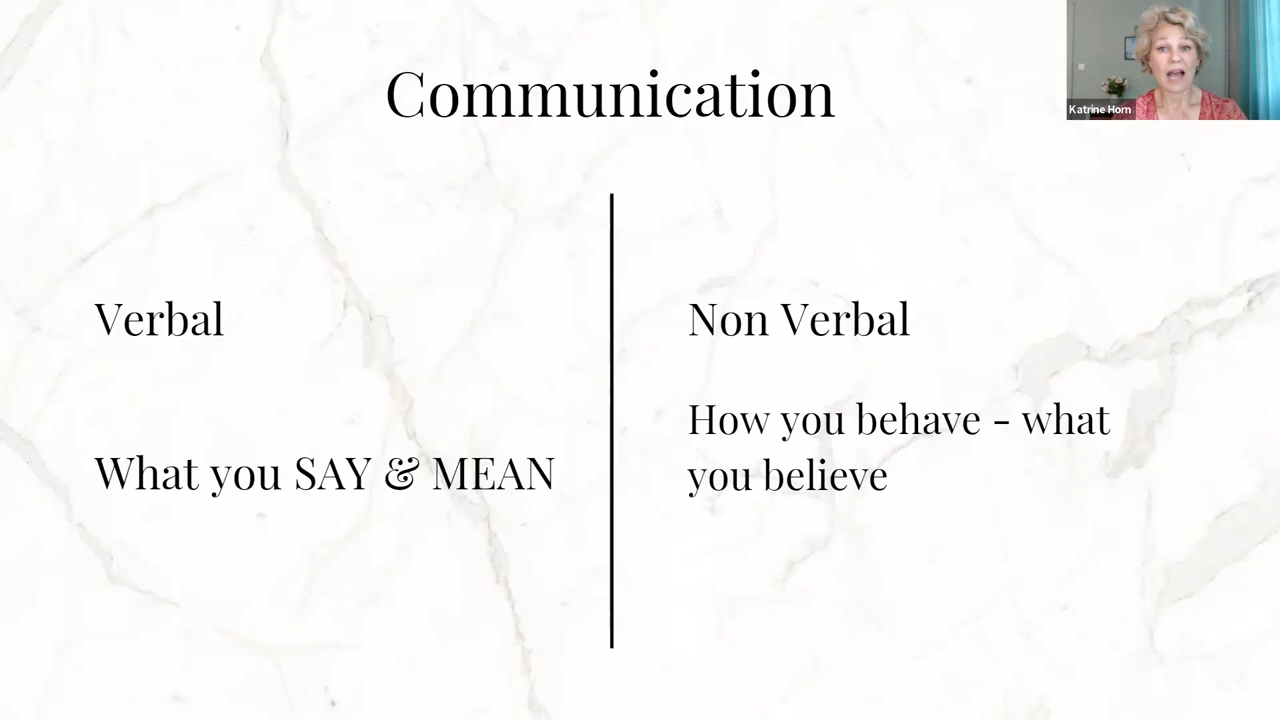 Communication
Katrine Horn
Verbal
What you SAY & MEAN
Non Verbal
How you behave - what
you believe